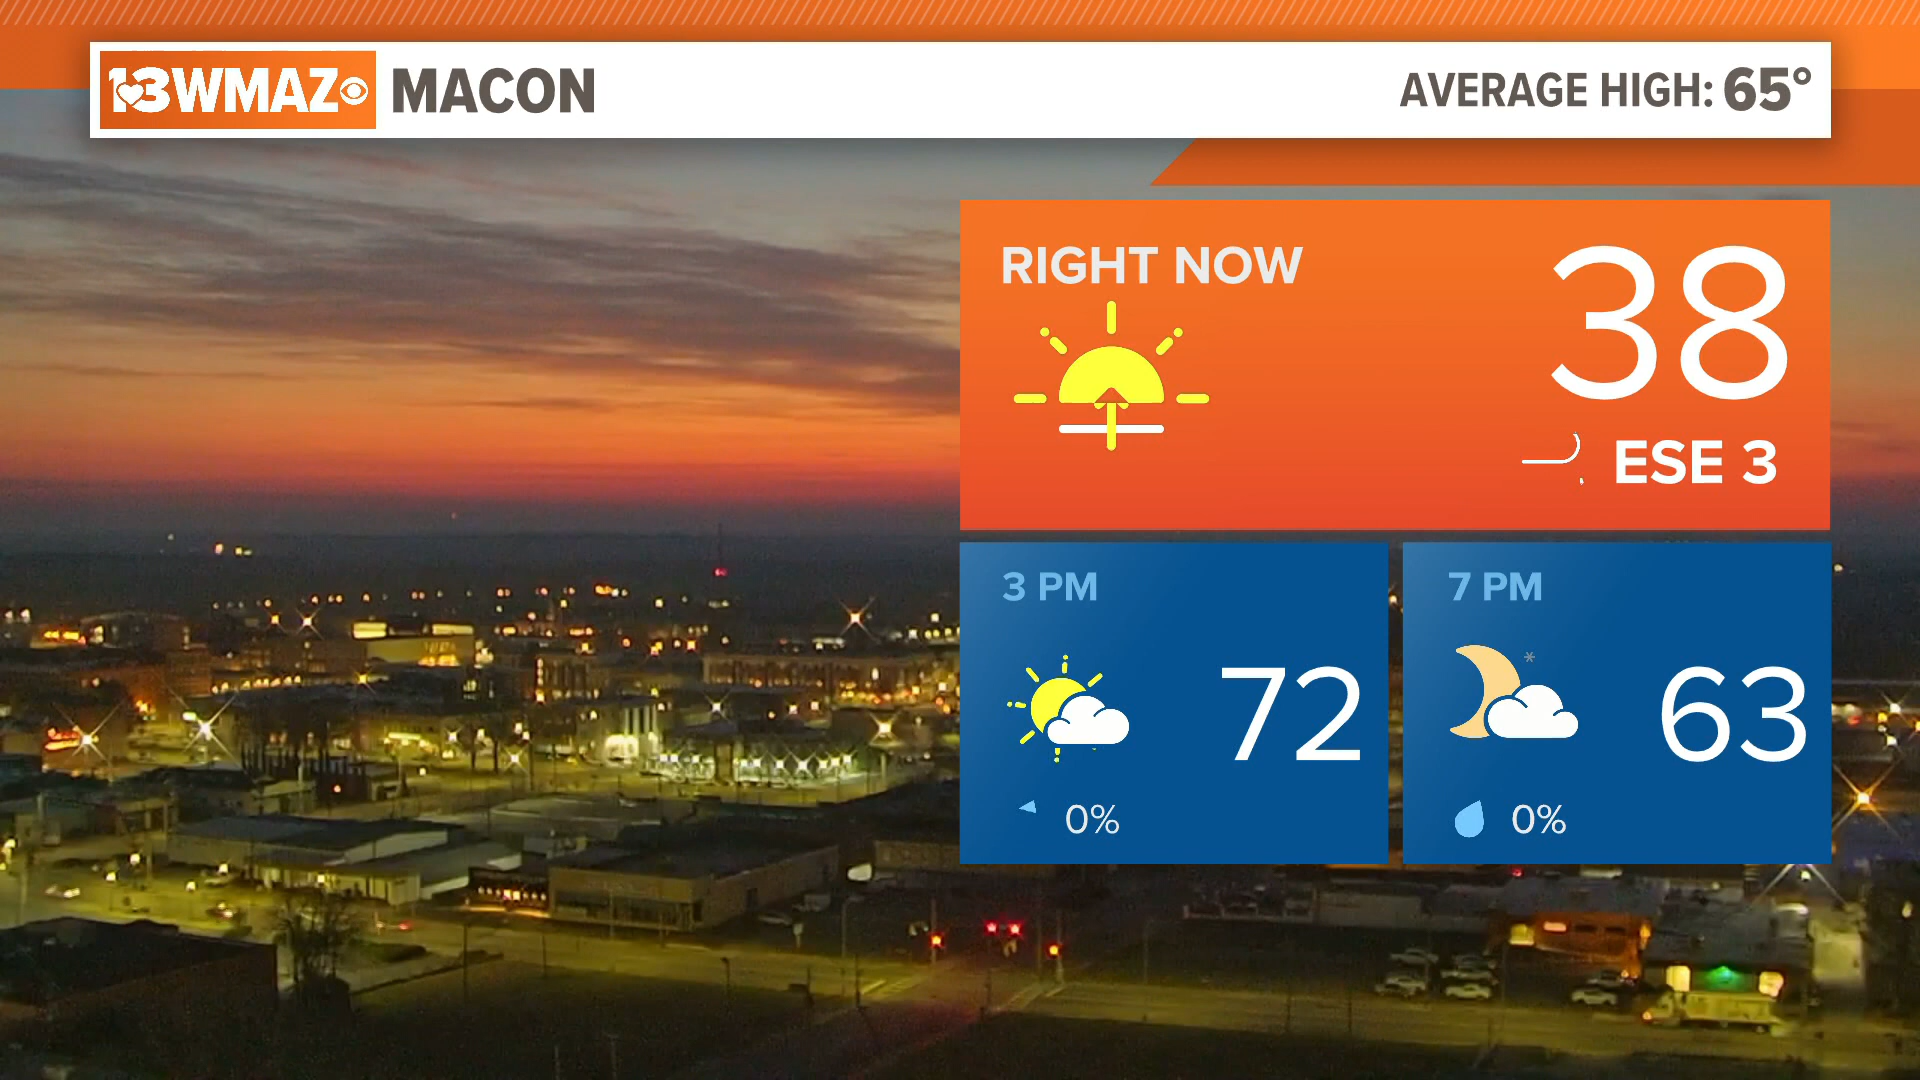 13WMAZ MACON AVERAGE HIGH: 65°
RIGHT NOW
38
ESE 3
3 PM
72
0%
7 PM
63
0%